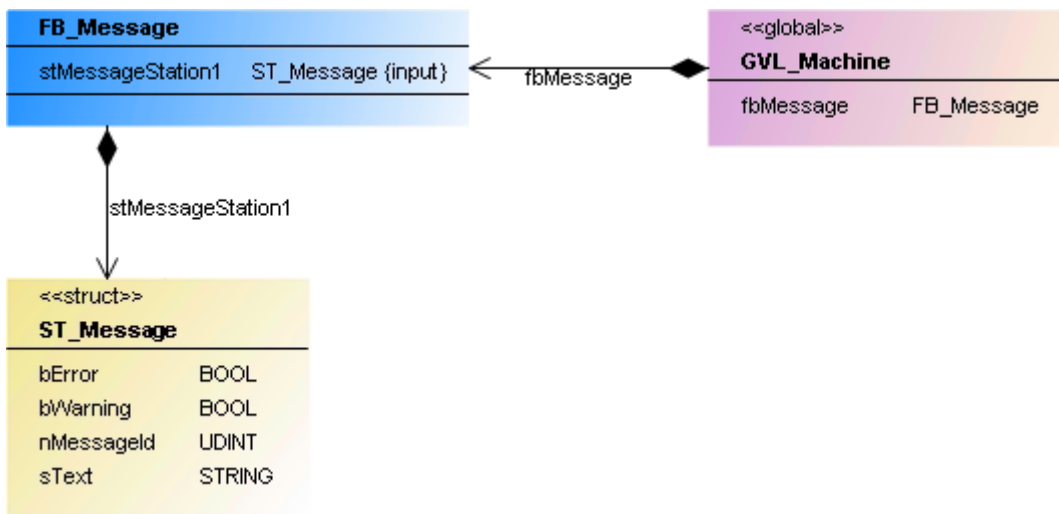 FB_Message
stMessageStation1 ST_Message {input}
fbMessage
<<global>>
GVL_Machine
fbMessage FB_Message
stMessageStation1
<<struct>>
ST_Message
bError BOOL
bWarning BOOL
nMessageId UDINT
sText STRING